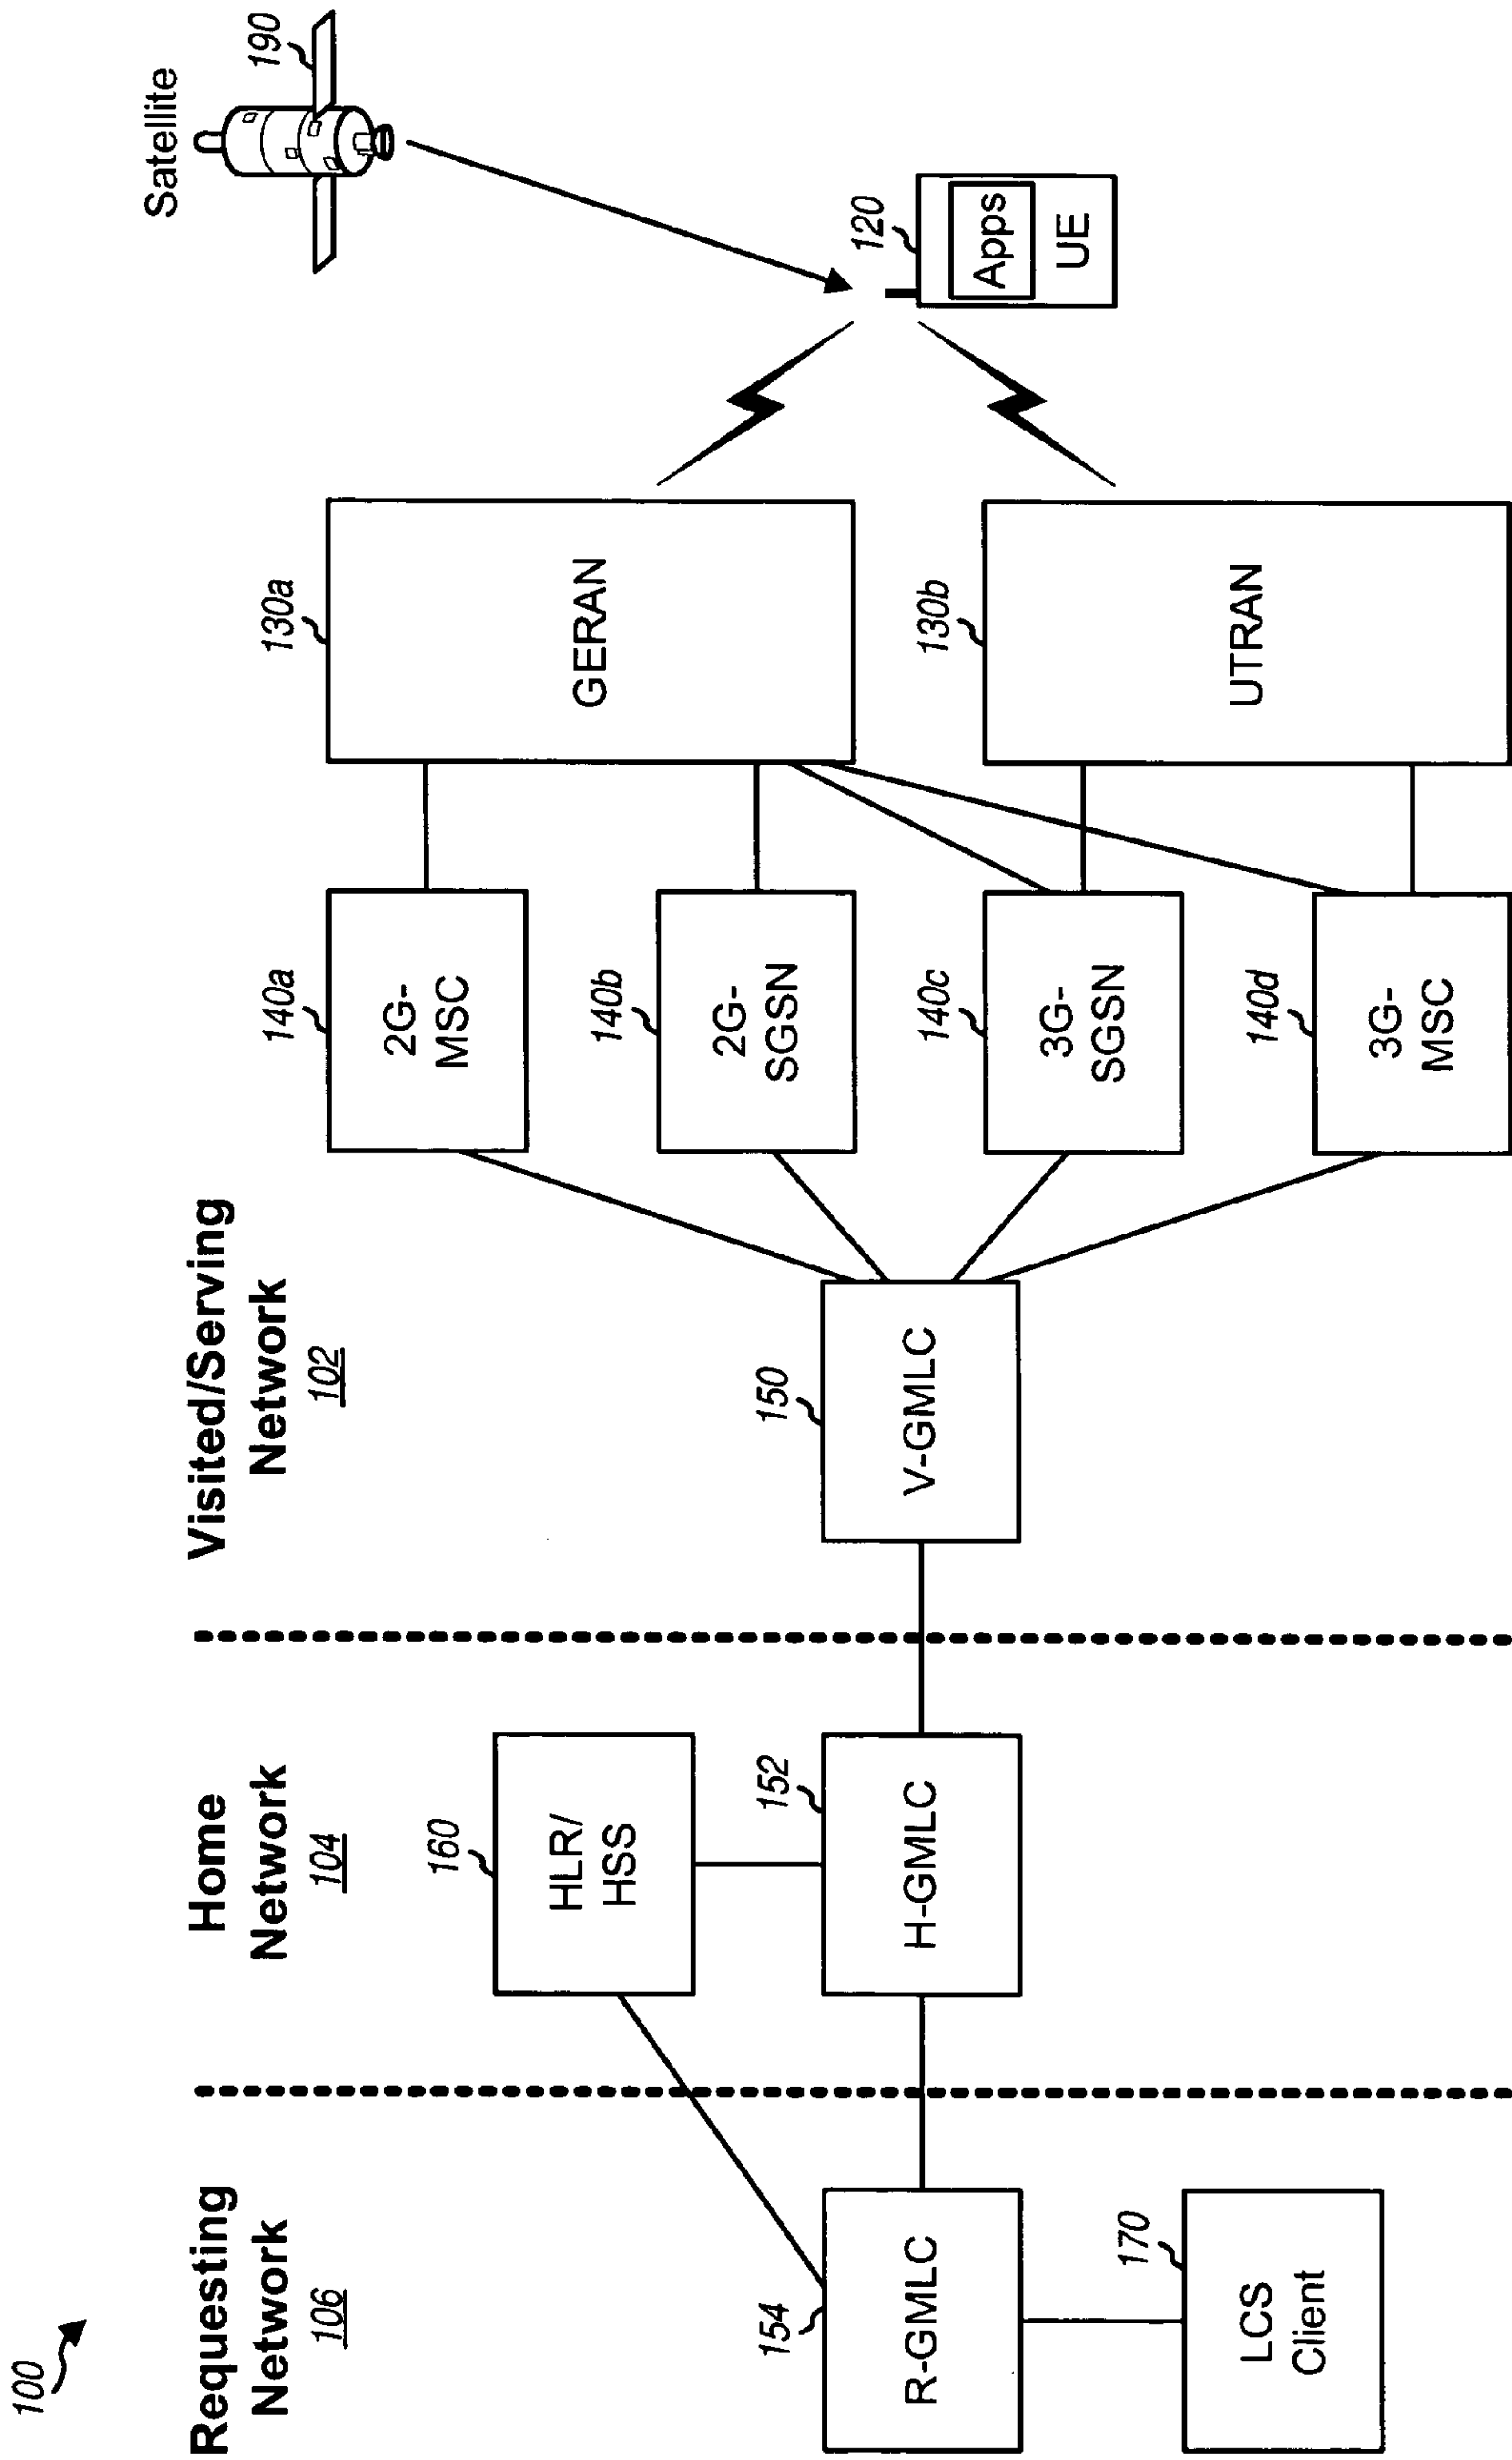 100
Requesting
Network
106
Home
Network
104
Visited/Serving
Network
102
Satellite
190
160
HLR/
HSS
154
R-GMLC
170
LCS
Client
152
H-GMLC
150
V-GMLC
140a
2G-
MSC
140b
2G-
SGSN
140c
3G-
SGSN
140d
3G-
MSC
130a
GERAN
130b
UTRAN
120
Apps
UE